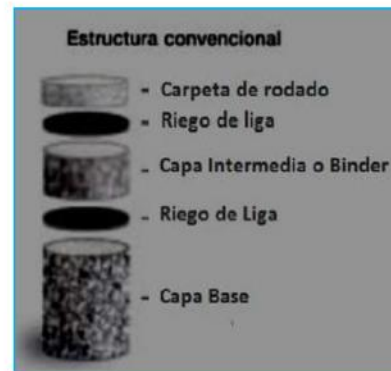 Estructura convencional
- Carpeta de rodado
- Riego de liga
- Capa Intermedia o Binder
- Riego de Liga
- Capa Base